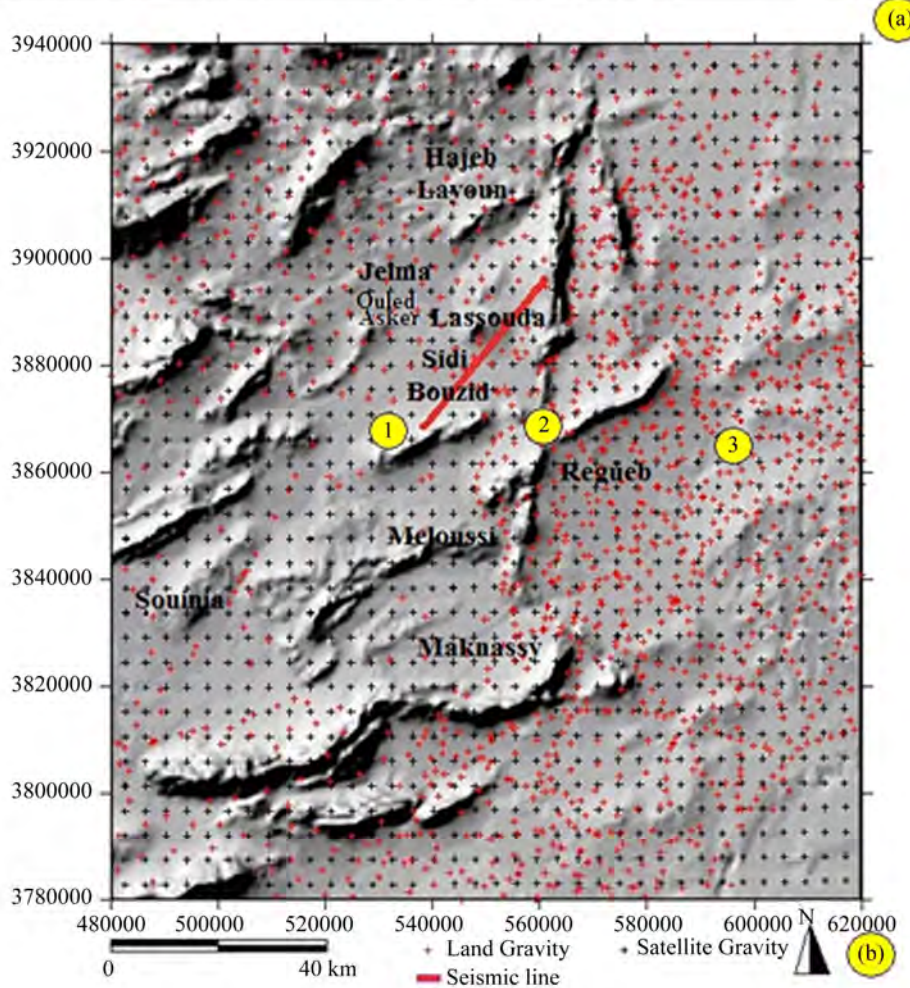 (a)
3940000
3920000
3900000
3880000
3860000
3840000
3820000
3800000
3780000
Hajeb
Layoun
Jelma
Ouled
Asker
Lassouda
Sidi
Bouzid
1
2
3
Regueb
Meloussi
Souinia
Maknassy
480000 500000 520000 540000 560000 580000 600000 620000
N
0 40 km
Land Gravity
Satellite Gravity
Seismic line
(b)